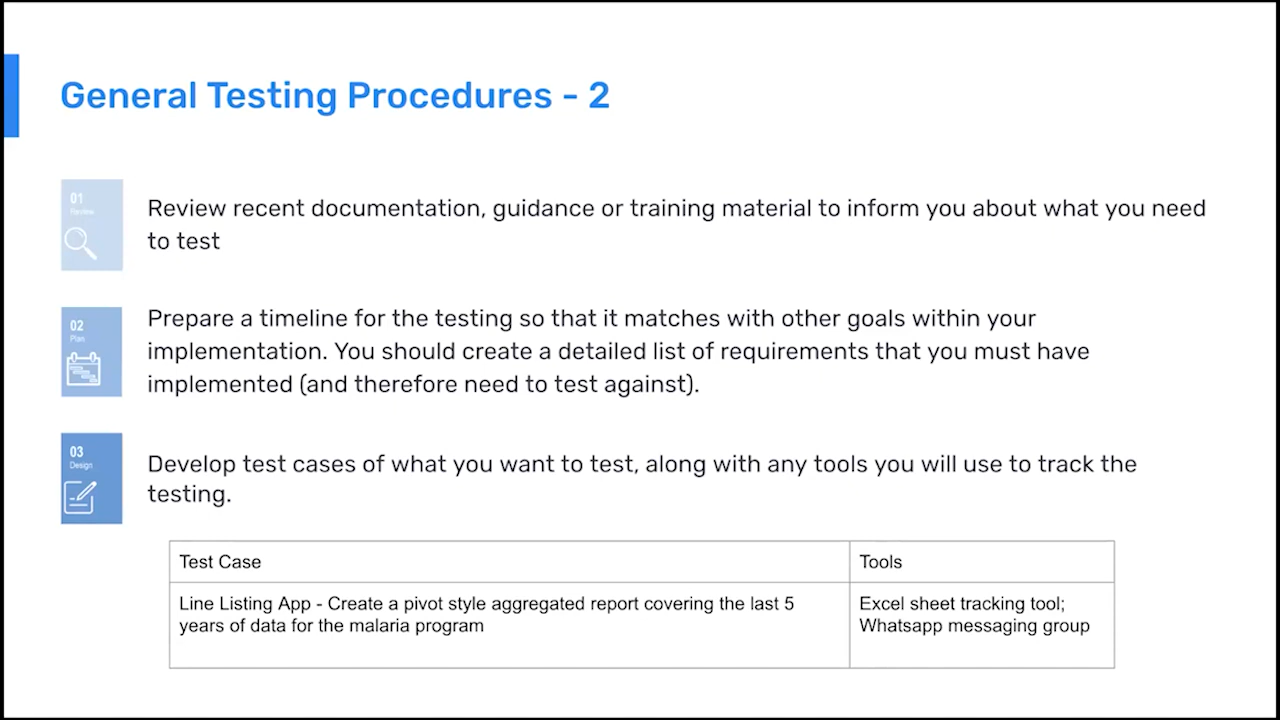 General Testing Procedures - 2
01
Review
Review recent documentation, guidance or training material to inform you about what you need
to test
02
Plan
Prepare a timeline for the testing so that it matches with other goals within your
implementation. You should create a detailed list of requirements that you must have
implemented (and therefore need to test against).
03
Design
Develop test cases of what you want to test, along with any tools you will use to track the
testing.
Test Case
Tools
Line Listing App - Create a pivot style aggregated report covering the last 5
years of data for the malaria program
Excel sheet tracking tool;
Whatsapp messaging group